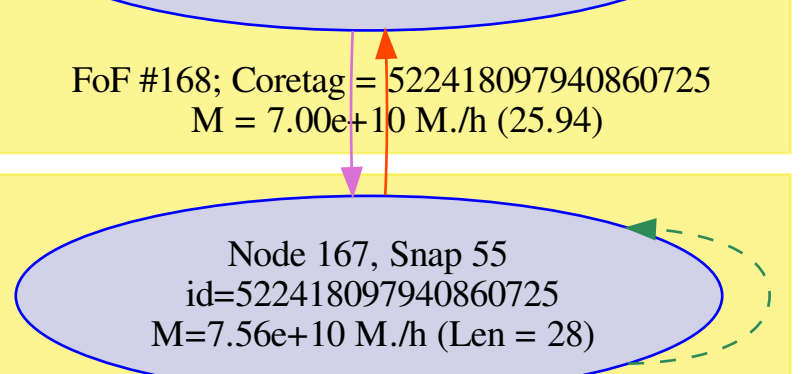 FoF #168; Coretag = 522418097940860725
M = 7.00e+10 M./h (25.94)
Node 167, Snap 55
id=522418097940860725
M=7.56e+10 M./h (Len = 28)